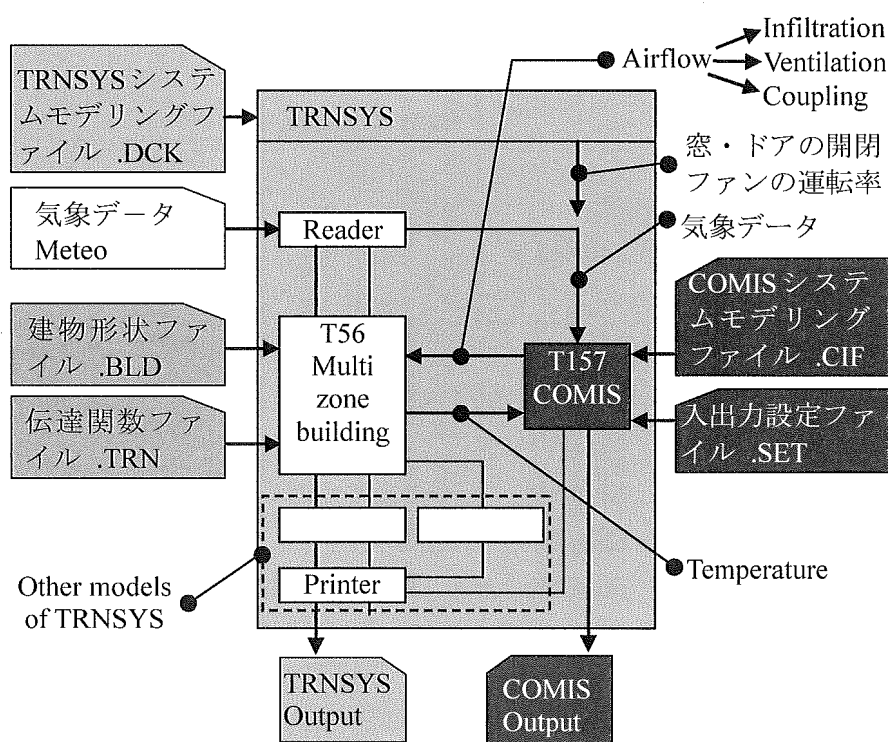 Infiltration
Airflow
Ventilation
Coupling
TRNSYSシステ
ムモデリングフ
ァイル .DCK
TRNSYS
窓・ドアの開閉
ファンの運転率
気象データ
Meteo
Reader
気象データ
COMISシステ
ムモデリング
ファイル .CIF
建物形状ファ
イル .BLD
T56
Multi
zone
building
T157
COMIS
伝達関数ファ
イル .TRN
入出力設定ファ
イル .SET
Other models
of TRNSYS
Printer
Temperature
TRNSYS
Output
COMIS
Output